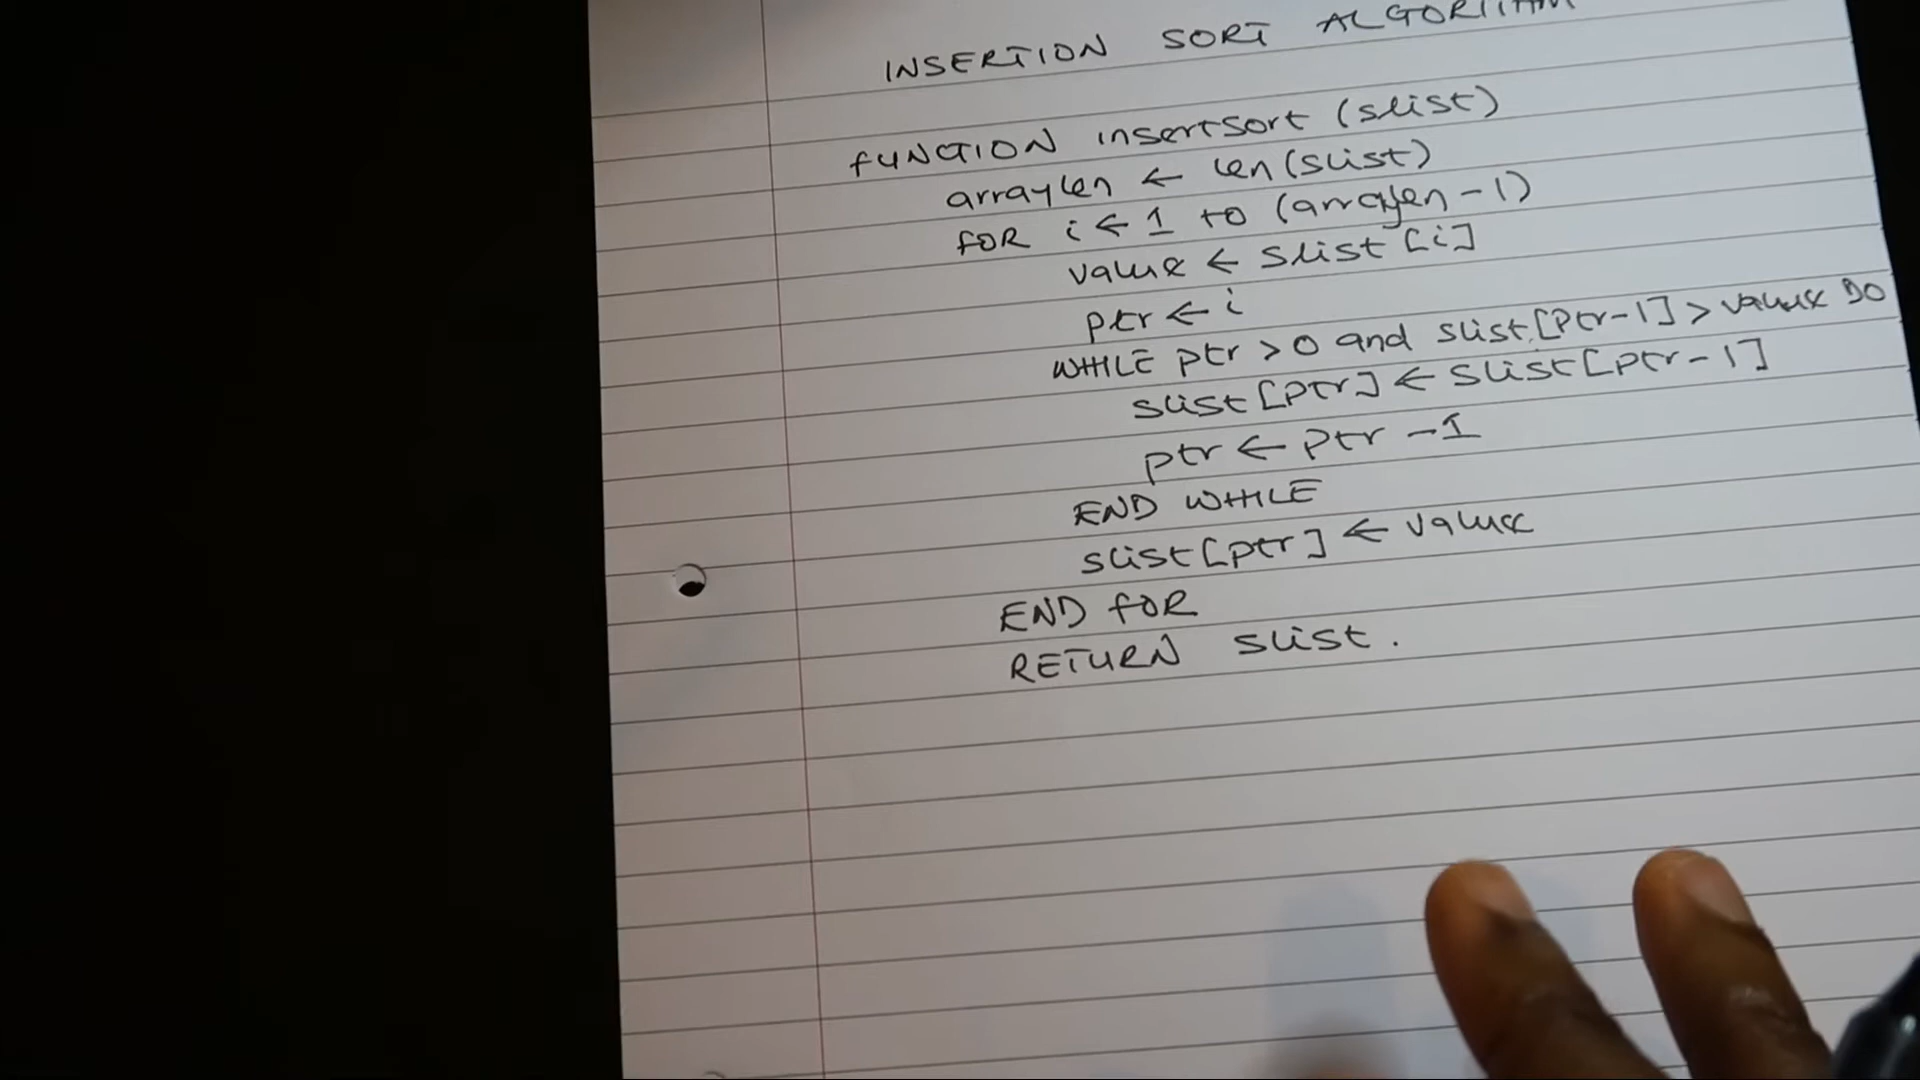 INSERTION SORT ALGORITHM
FUNCTION insertsort (slist)
arraylen ← len(slist)
FOR i ← 1 to (arraylen - 1)
value ← slist [i]
ptr ← i
WHILE ptr > 0 and slist[ptr-1] > value DO
slist [ptr] ← slist[ptr-1]
ptr ← ptr - 1
END WHILE
slist[ptr] ← value
END FOR
RETURN slist.